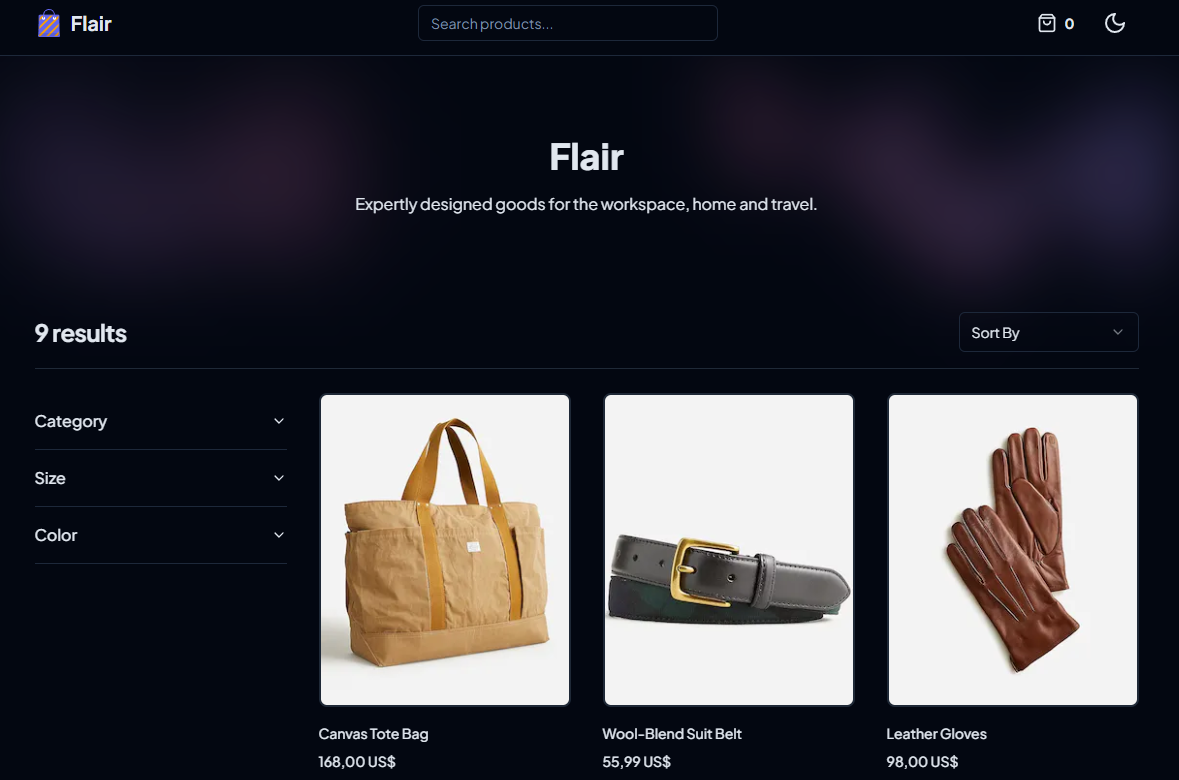 Flair
Search products...
0
Flair
Expertly designed goods for the workspace, home and travel.
9 results
Sort By
Category
Size
Color
Canvas Tote Bag
168,00 US$
Wool-Blend Suit Belt
55,99 US$
Leather Gloves
98,00 US$